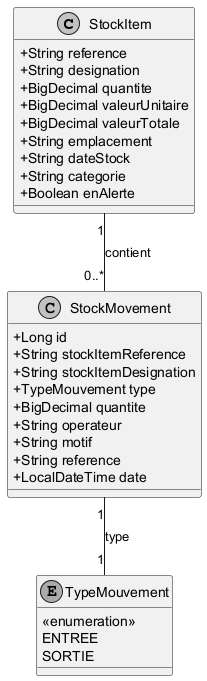 C StockItem
+String reference
+String designation
+BigDecimal quantite
+BigDecimal valeurUnitaire
+BigDecimal valeurTotale
+String emplacement
+String dateStock
+String categorie
+Boolean enAlerte
1
contient
0..*
C StockMovement
+Long id
+String stockItemReference
+String stockItemDesignation
+TypeMouvement type
+BigDecimal quantite
+String operateur
+String motif
+String reference
+LocalDateTime date
1
type
1
E TypeMouvement
«enumeration»
ENTREE
SORTIE